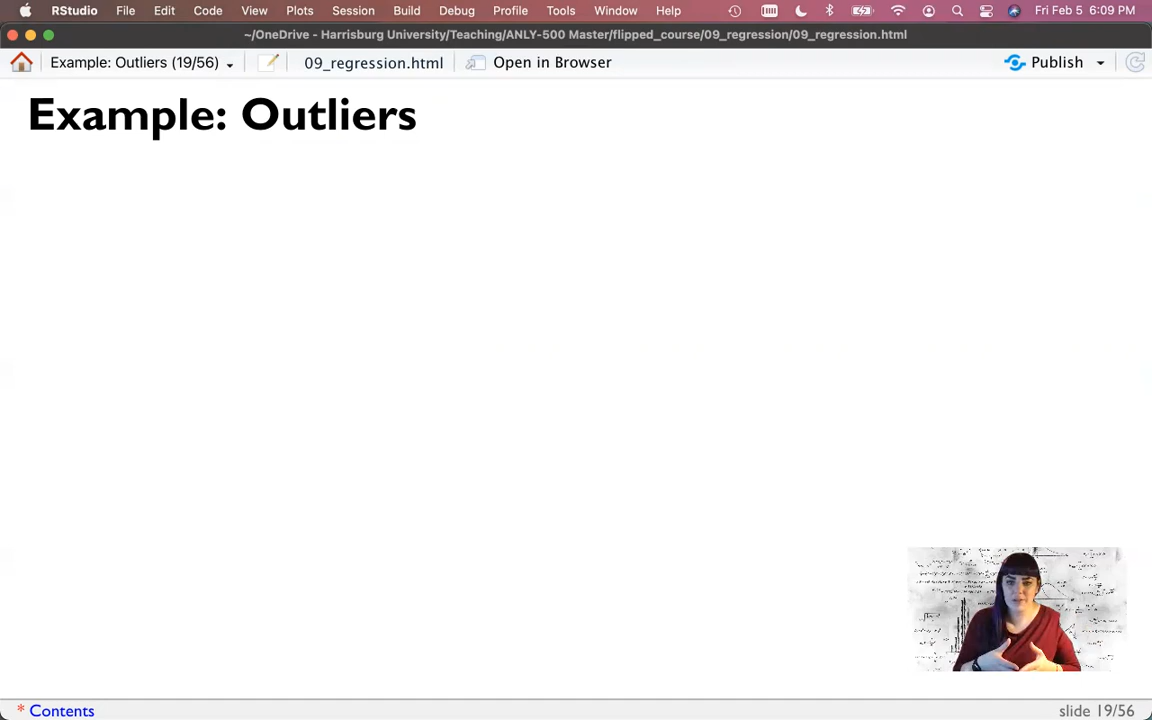 RStudio File Edit Code View Plots Session Build Debug Profile Tools Window Help Fri Feb 5 6:09 PM
~/OneDrive - Harrisburg University/Teaching/ANLY-500 Master/flipped_course/09_regression/09_regression.html
Example: Outliers (19/56) 09_regression.html Open in Browser Publish
Example: Outliers
* Contents
slide 19/56